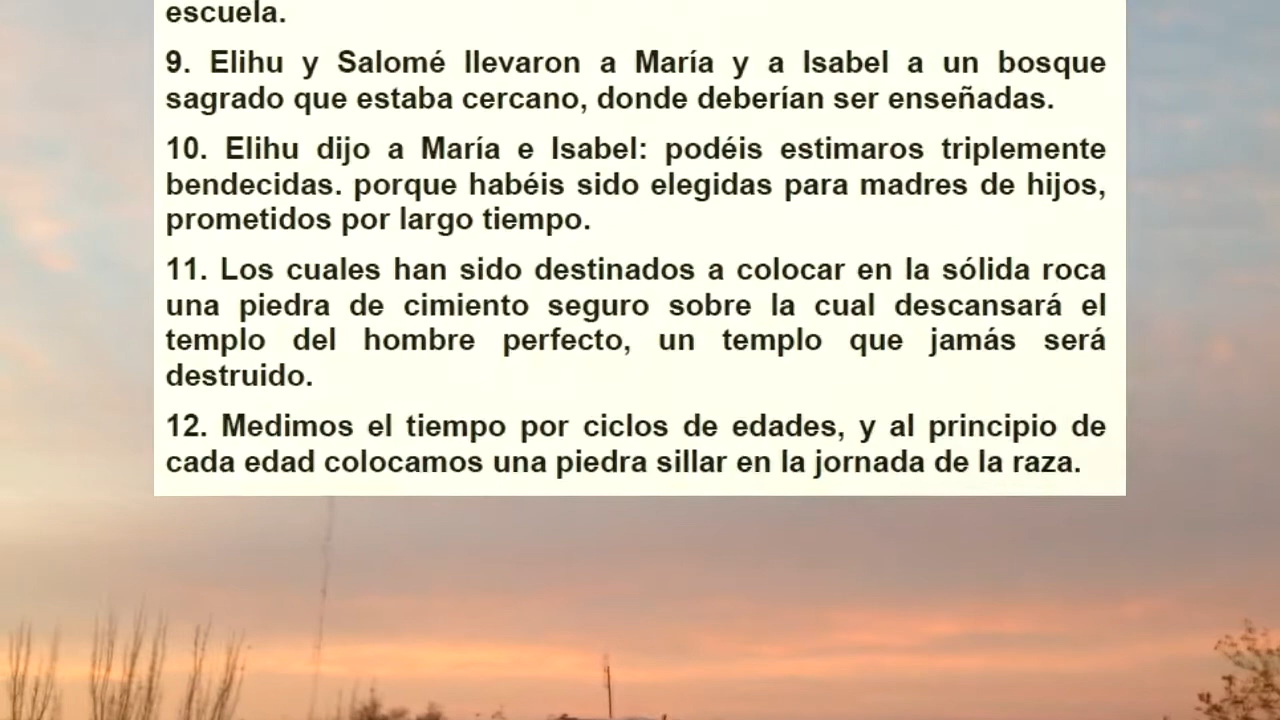 escuela.
9. Elihu y Salomé llevaron a María y a Isabel a un bosque
sagrado que estaba cercano, donde deberían ser enseñadas.
10. Elihu dijo a María e Isabel: podéis estimaros triplemente
bendecidas. porque habéis sido elegidas para madres de hijos,
prometidos por largo tiempo.
11. Los cuales han sido destinados a colocar en la sólida roca
una piedra de cimiento seguro sobre la cual descansará el
templo del hombre perfecto, un templo que jamás será
destruido.
12. Medimos el tiempo por ciclos de edades, y al principio de
cada edad colocamos una piedra sillar en la jornada de la raza.